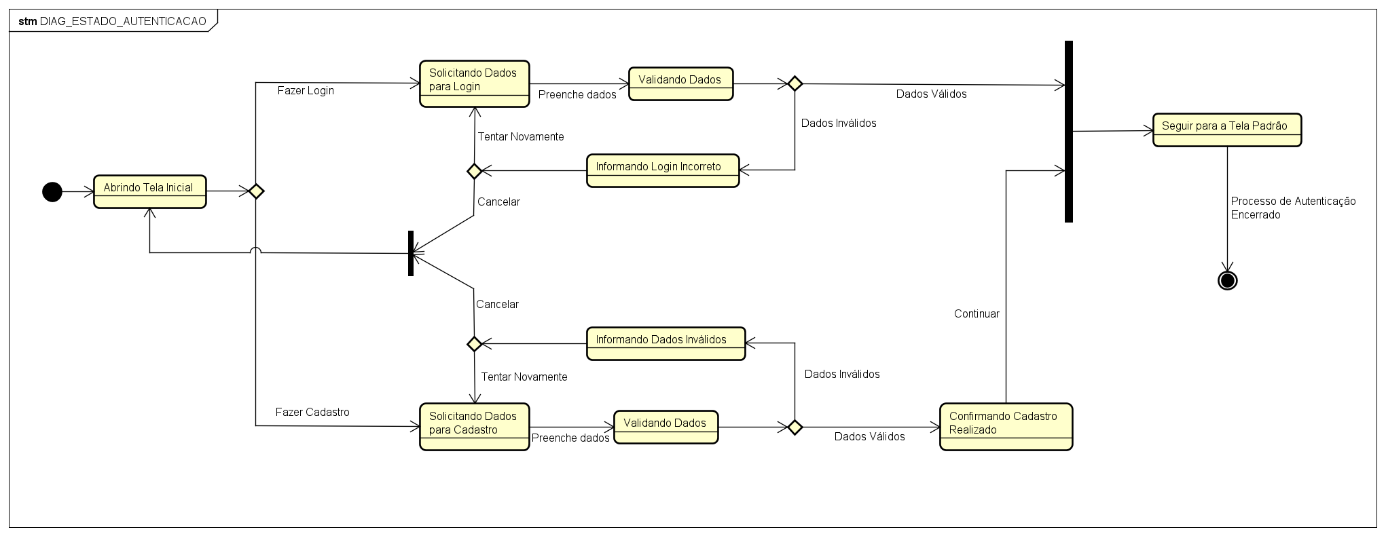 stm DIAG_ESTADO_AUTENTICACAO
Fazer Login
Solicitando Dados
para Login
Preenche dados
Validando Dados
Dados Válidos
Dados Inválidos
Tentar Novamente
Informando Login Incorreto
Seguir para a Tela Padrão
Abrindo Tela Inicial
Cancelar
Processo de Autenticação
Encerrado
Cancelar
Continuar
Informando Dados Inválidos
Tentar Novamente
Dados Inválidos
Fazer Cadastro
Solicitando Dados
para Cadastro
Preenche dados
Validando Dados
Dados Válidos
Confirmando Cadastro
Realizado